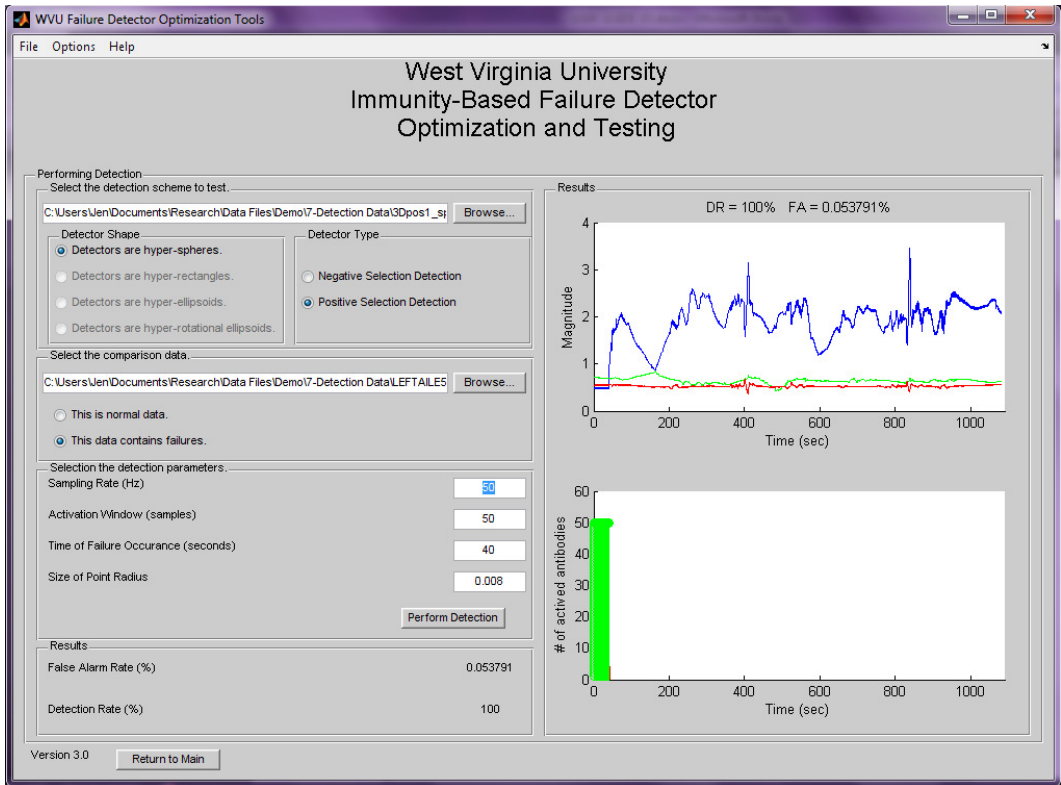 WVU Failure Detector Optimization Tools
File Options Help
West Virginia University
Immunity-Based Failure Detector
Optimization and Testing
Performing Detection
Select the detection scheme to test.
C:\Users\Jen\Documents\Research\Data Files\Demo\7-Detection Data\3Dpos1_sp
Browse...
Detector Shape
Detectors are hyper-spheres.
Detectors are hyper-rectangles.
Detectors are hyper-ellipsoids.
Detectors are hyper-rotational ellipsoids.
Detector Type
Negative Selection Detection
Positive Selection Detection
Select the comparison data.
C:\Users\Jen\Documents\Research\Data Files\Demo\7-Detection Data\LEFTAILE5
Browse...
This is normal data.
This data contains failures.
Selection the detection parameters.
Sampling Rate (Hz) 50
Activation Window (samples) 50
Time of Failure Occurance (seconds) 40
Size of Point Radius 0.008
Perform Detection
Results
False Alarm Rate (%) 0.053791
Detection Rate (%) 100
Version 3.0
Return to Main
Results
DR = 100% FA = 0.053791%
Magnitude
4
3
2
1
0
0 200 400 600 800 1000
Time (sec)
# of actived antibodies
60
50
40
30
20
10
0
0 200 400 600 800 1000
Time (sec)